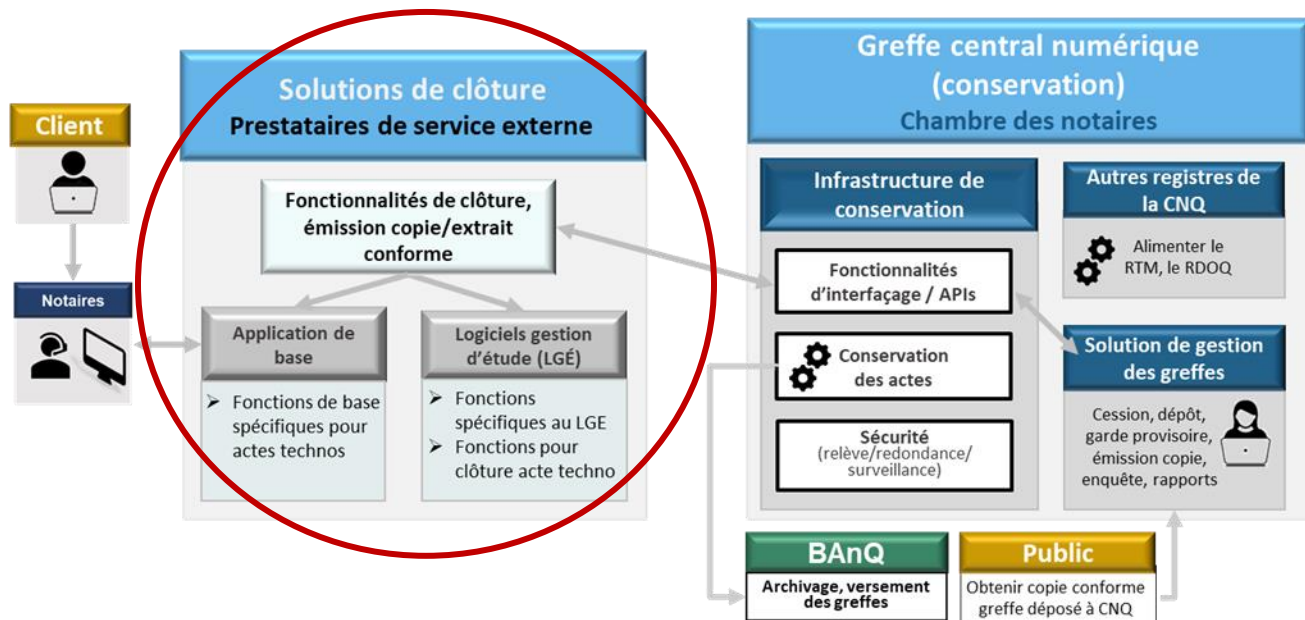 Client
Notaires
Solutions de clôture
Prestataires de service externe
Fonctionnalités de clôture,
émission copie/extrait
conforme
Application de
base
➢ Fonctions de base
spécifiques pour
actes technos
Logiciels gestion
d'étude (LGÉ)
➢ Fonctions
spécifiques au LGE
➢ Fonctions pour
clôture acte techno
Greffe central numérique
(conservation)
Chambre des notaires
Infrastructure de
conservation
Fonctionnalités
d'interfaçage / APIs
Conservation
des actes
Sécurité
(relève/redondance/
surveillance)
Autres registres de
la CNQ
Alimenter le
RTM, le RDOQ
Solution de gestion
des greffes
Cession, dépôt,
garde provisoire,
émission copie,
enquête, rapports
BAnQ
Archivage, versement
des greffes
Public
Obtenir copie conforme
greffe déposé à CNQ